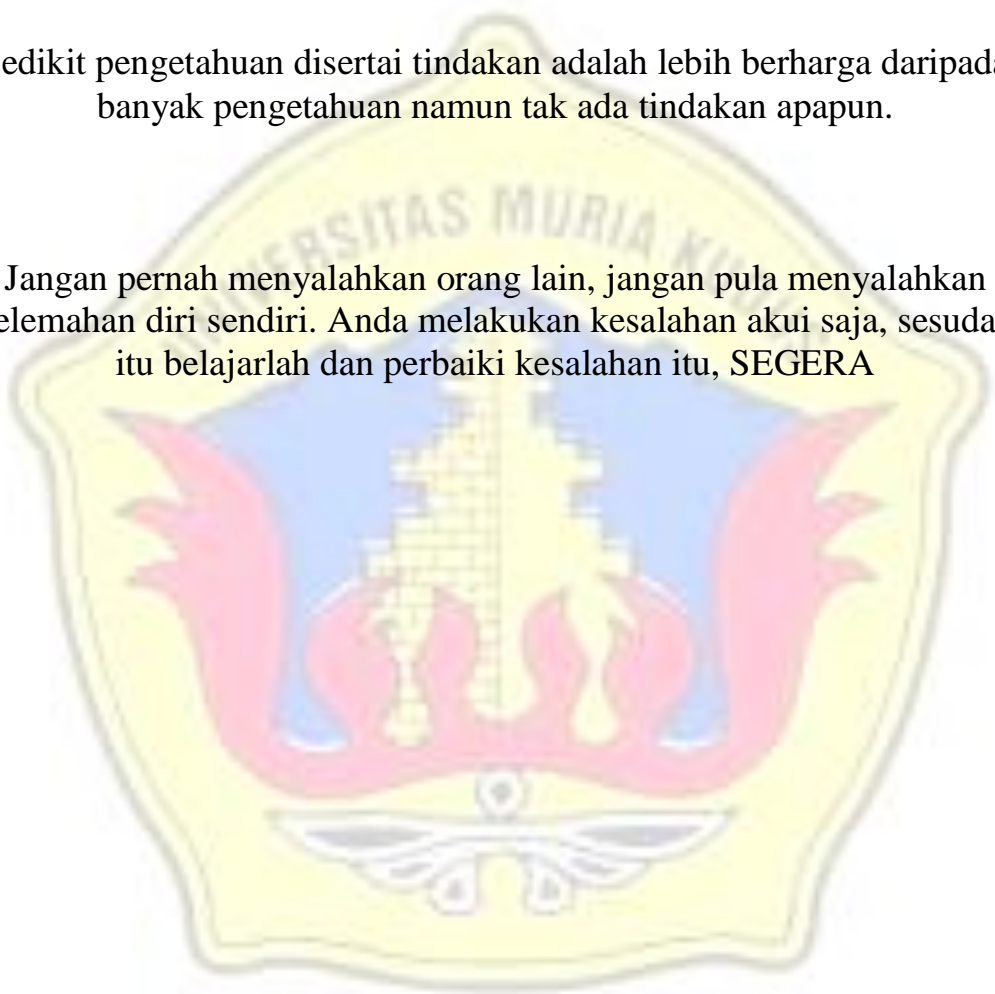 edikit pengetahuan disertai tindakan adalah lebih berharga daripada
banyak pengetahuan namun tak ada tindakan apapun.
UNIVERSITAS MURIA KUDUS
Jangan pernah menyalahkan orang lain, jangan pula menyalahkan
elemahan diri sendiri. Anda melakukan kesalahan akui saja, sesuda
itu belajarlah dan perbaiki kesalahan itu, SEGERA